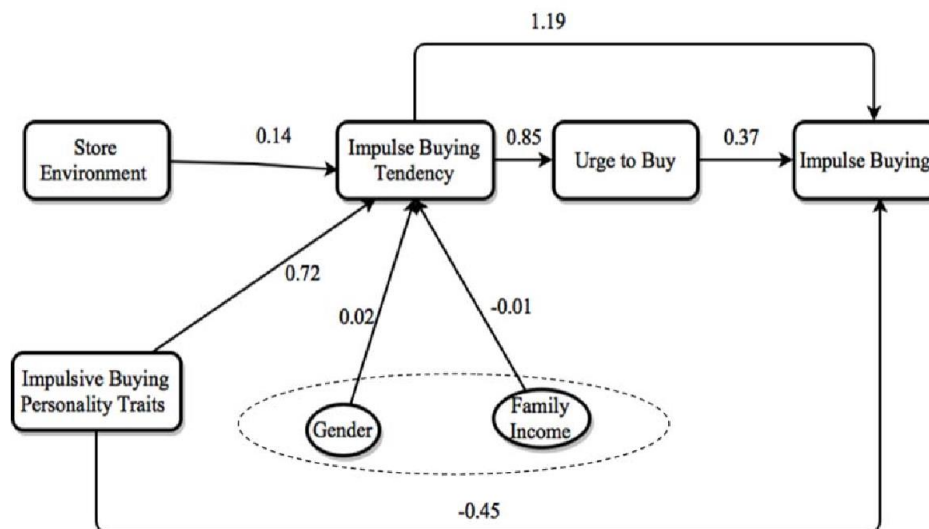 1.19
Store
Environment
0.14
Impulse Buying
Tendency
0.85
Urge to Buy
0.37
Impulse Buying
0.72
0.02
-0.01
Impulsive Buying
Personality Traits
Gender
Family
Income
-0.45